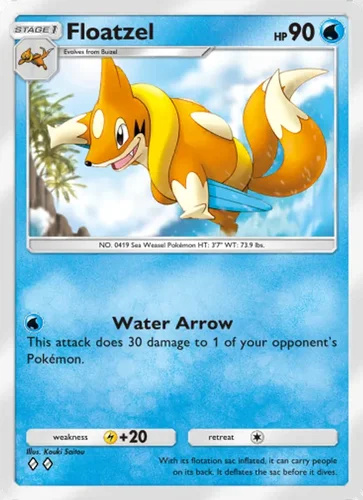 STAGE 1
Floatzel
HP 90
Evolves from Buizel
NO. 0419 Sea Weasel Pokémon HT: 3'7" WT: 73.9 lbs.
Water Arrow
This attack does 30 damage to 1 of your opponent's
Pokémon.
weakness +20 retreat
Illus. Kouki Saitou
With its flotation sac inflated, it can carry people
on its back. It deflates the sac before it dives.